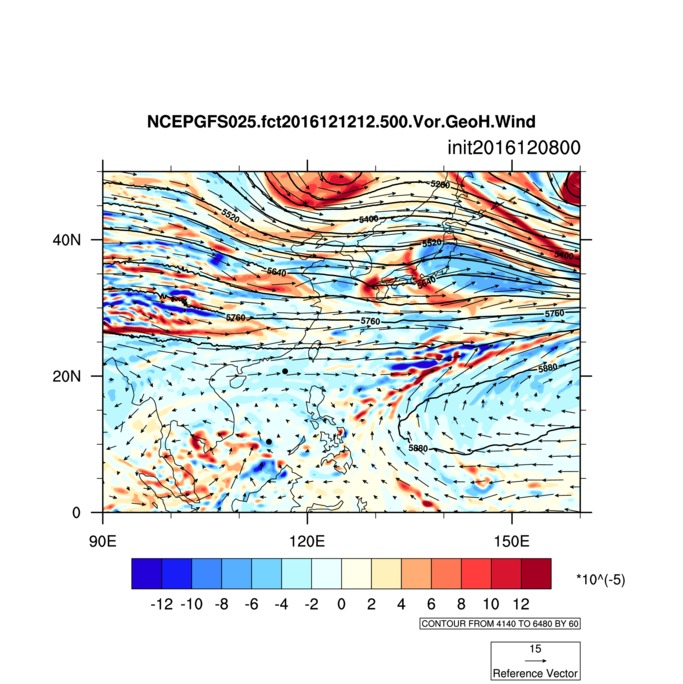 NCEPGFS025.fct2016121212.500.Vor.GeoH.Wind
init2016120800
5280
5520
5400
40N
5520
5400
5640
5640
5760
5760
5760
20N
5880
5880
0
90E 120E 150E
-12 -10 -8 -6 -4 -2 0 2 4 6 8 10 12
*10^(-5)
CONTOUR FROM 4140 TO 6480 BY 60
15
Reference Vector